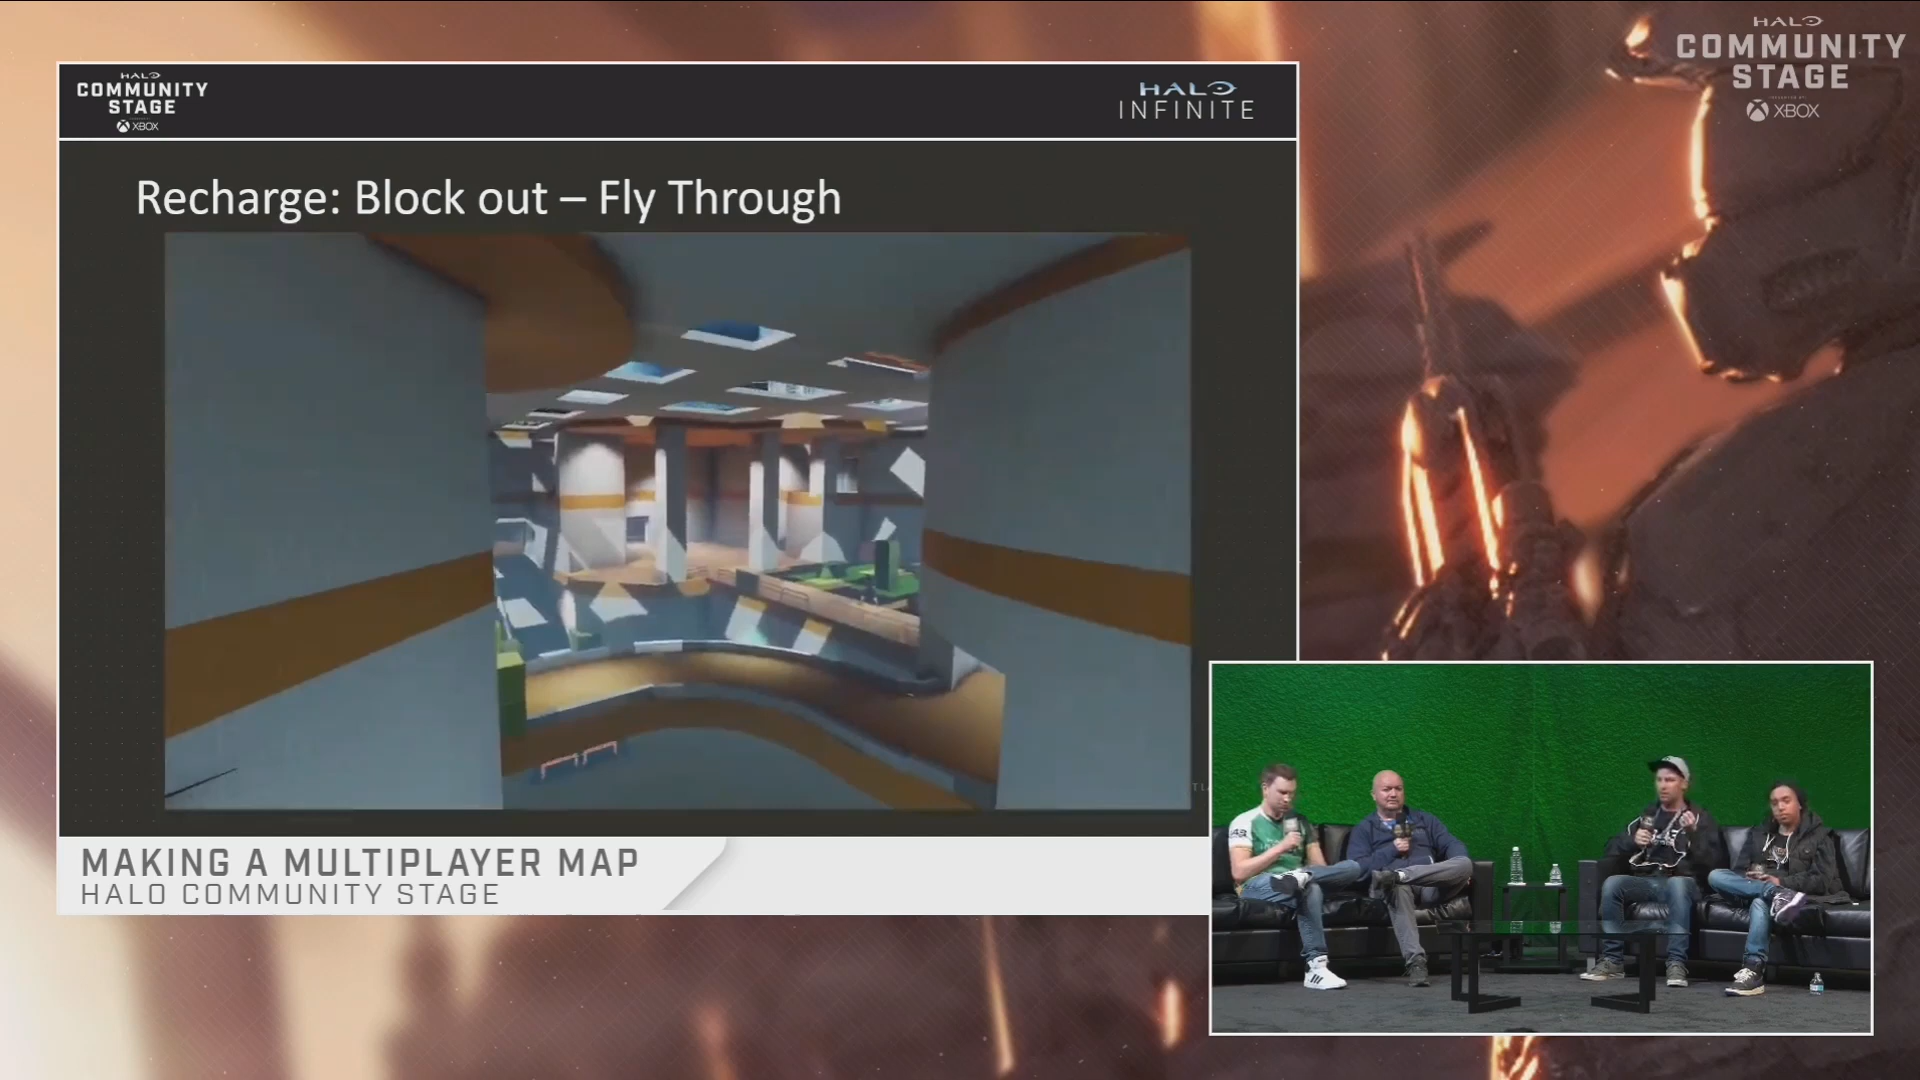 HALO
COMMUNITY
STAGE
XBOX
HALO
INFINITE
Recharge: Block out – Fly Through
MAKING A MULTIPLAYER MAP
HALO COMMUNITY STAGE
HALO
COMMUNITY
STAGE
XBOX